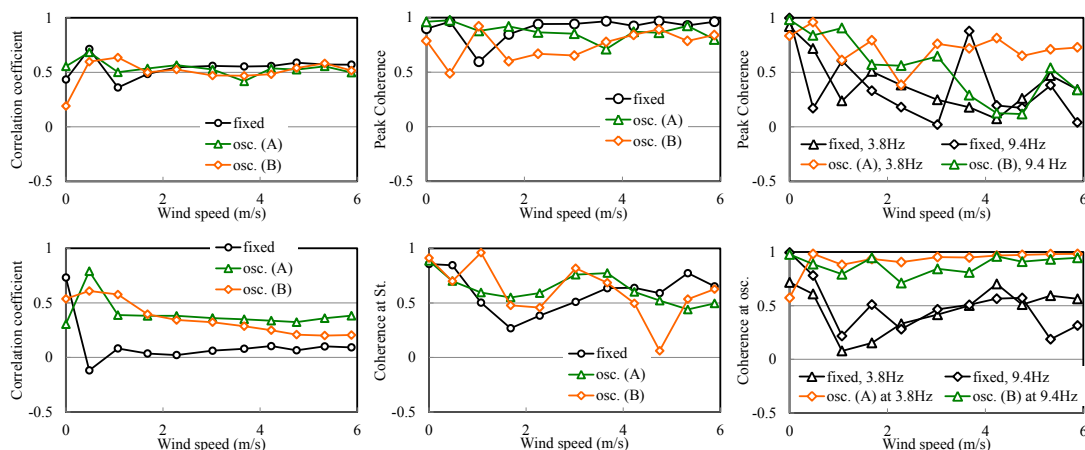 Correlation coefficient
1
0.5
0
-0.5
fixed
osc. (A)
osc. (B)
0 2 4 6
Wind speed (m/s)
Peak Coherence
1
0.5
0
-0.5
fixed
osc. (A)
osc. (B)
0 2 4 6
Wind speed (m/s)
Peak Coherence
1
0.5
0
-0.5
fixed, 3.8Hz fixed, 9.4Hz
osc. (A), 3.8Hz osc. (B), 9.4 Hz
0 2 4 6
Wind speed (m/s)
Correlation coefficient
1
0.5
0
-0.5
fixed
osc. (A)
osc. (B)
0 2 4 6
Wind speed (m/s)
Coherence at St.
1
0.5
0
-0.5
fixed
osc. (A)
osc. (B)
0 2 4 6
Wind speed (m/s)
Coherence at osc.
1
0.5
0
-0.5
fixed, 3.8Hz fixed, 9.4Hz
osc. (A) at 3.8Hz osc. (B) at 9.4Hz
0 2 4 6
Wind speed (m/s)